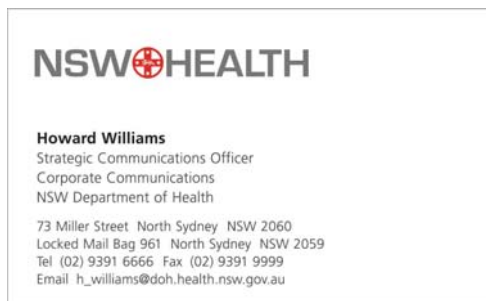 NSW HEALTH
Howard Williams
Strategic Communications Officer
Corporate Communications
NSW Department of Health
73 Miller Street North Sydney NSW 2060
Locked Mail Bag 961 North Sydney NSW 2059
Tel (02) 9391 6666 Fax (02) 9391 9999
Email h_williams@doh.health.nsw.gov.au